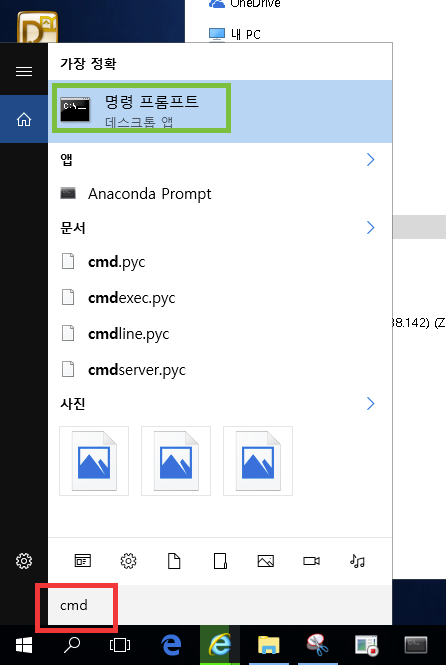 OneDrive
내 PC
가장 정확
명령 프롬프트
데스크톱 앱
앱
Anaconda Prompt
문서
cmd.pyc
cmdexec.pyc
cmdline.pyc
38.142) (Z
cmdserver.pyc
사진
cmd